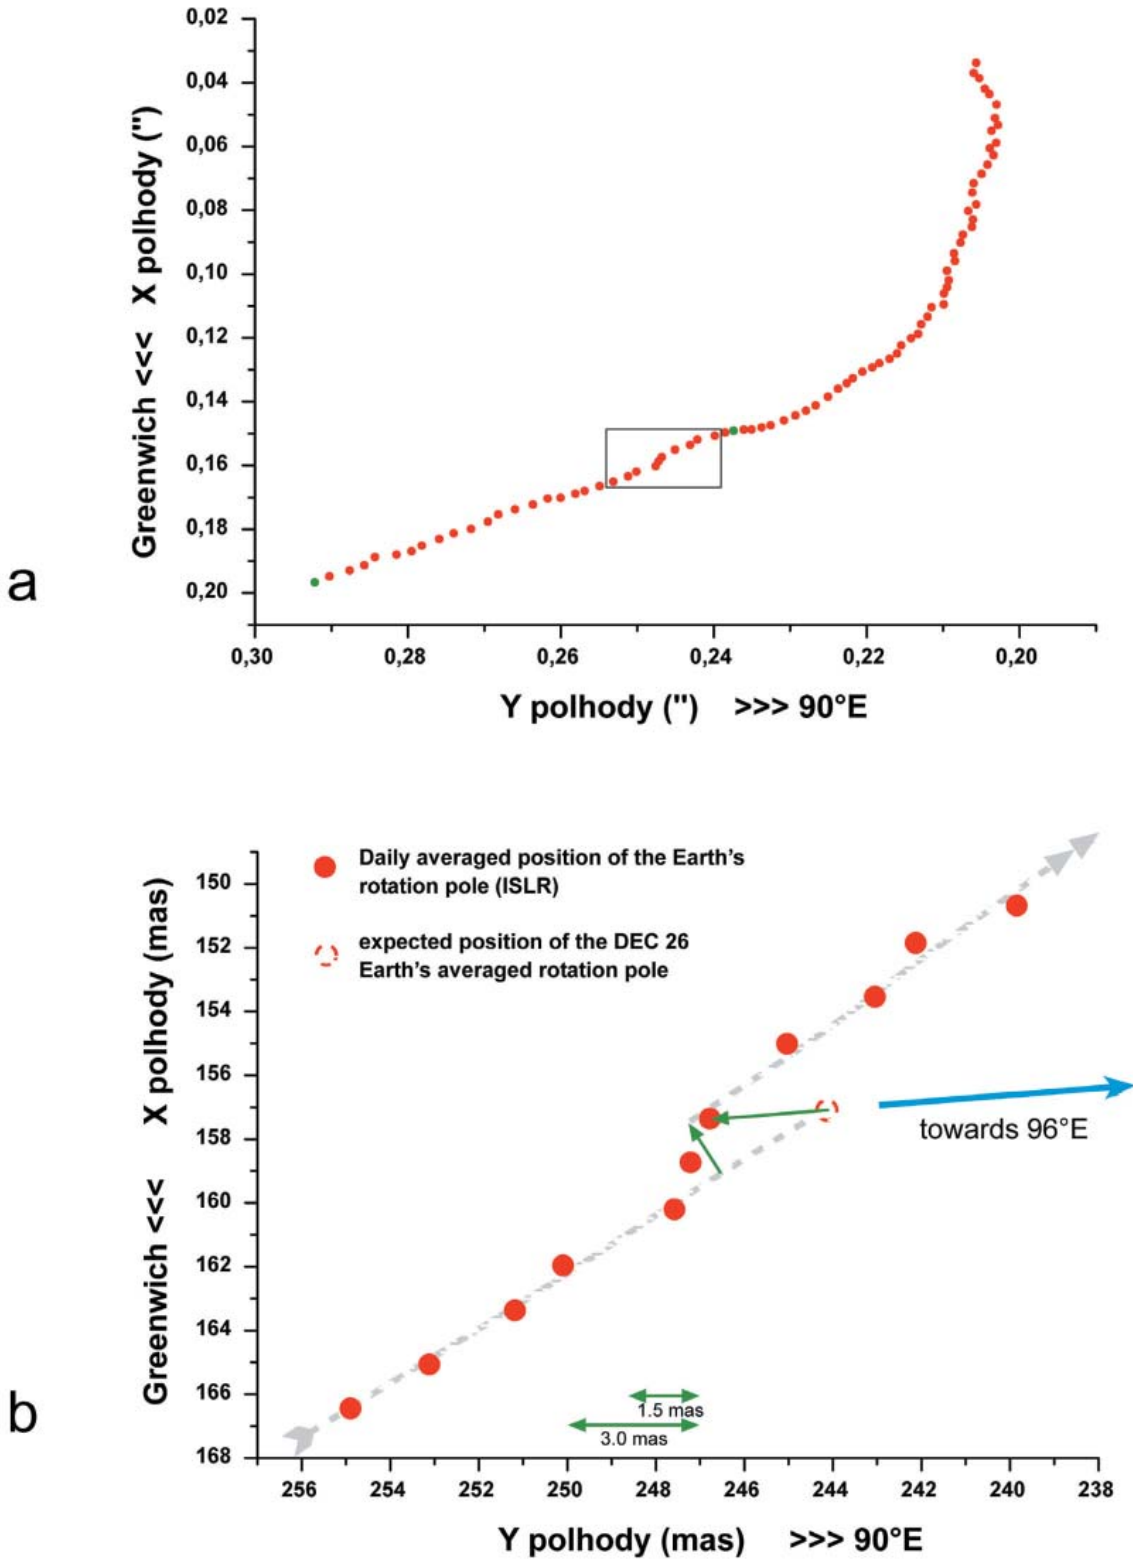 0,02
0,04
0,06
0,08
0,10
0,12
0,14
0,16
0,18
0,20
Greenwich <<< X polhody (")
a
0,30 0,28 0,26 0,24 0,22 0,20
Y polhody (") >>> 90°E
Daily averaged position of the Earth's
rotation pole (ISLR)
expected position of the DEC 26
Earth's averaged rotation pole
150
152
154
156
158
160
162
164
166
168
Greenwich <<< X polhody (mas)
towards 96°E
b
1.5 mas
3.0 mas
256 254 252 250 248 246 244 242 240 238
Y polhody (mas) >>> 90°E